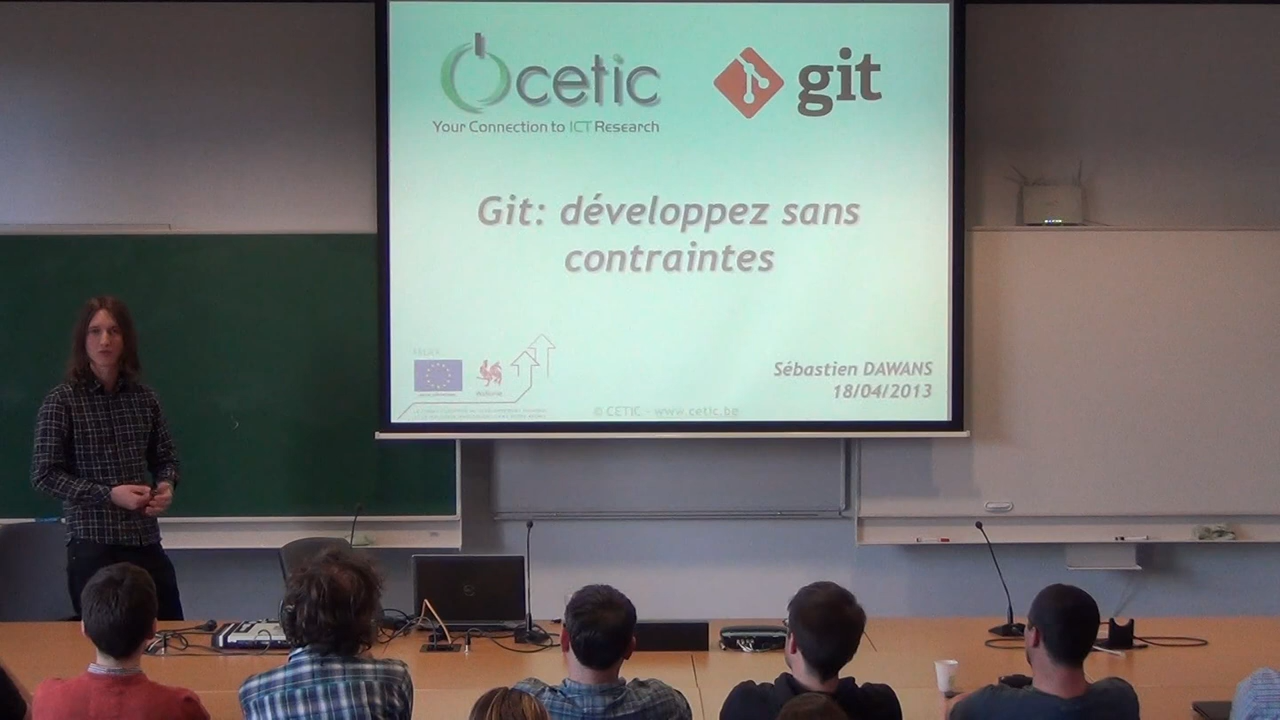 cetic
Your Connection to ICT Research
git
Git: développez sans
contraintes
Sébastien DAWANS
18/04/2013
© CETIC - www.cetic.be